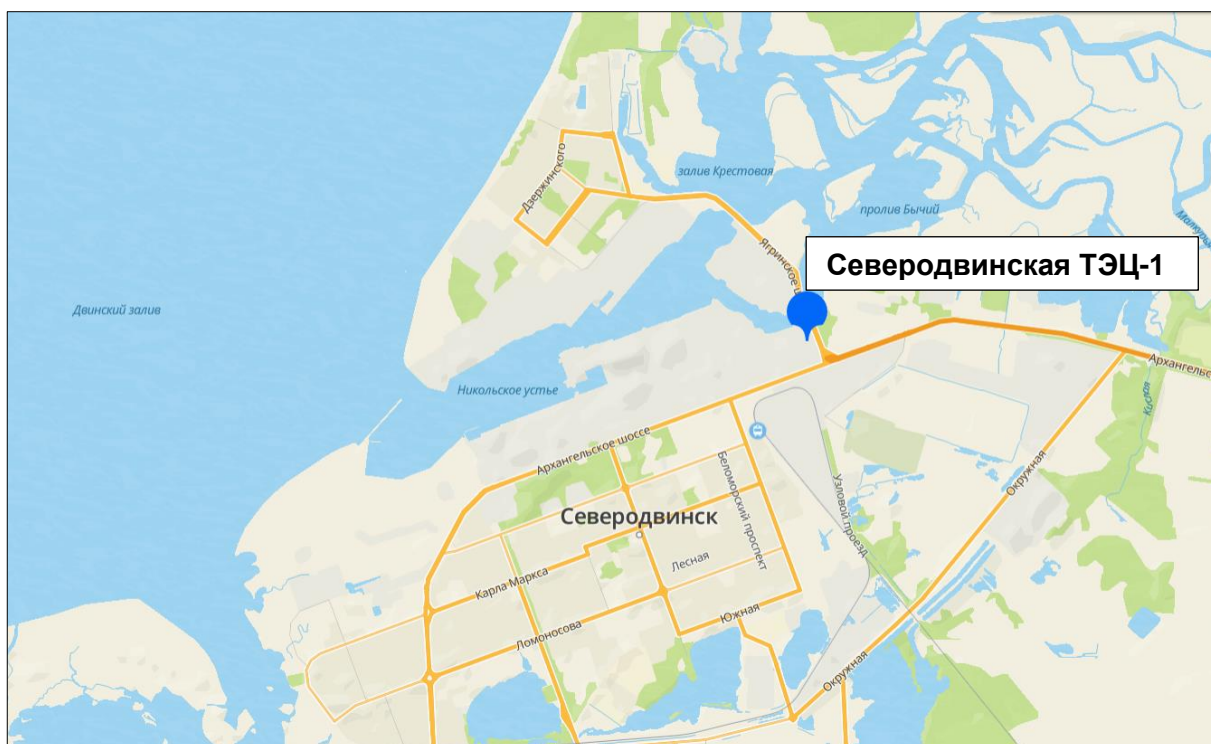 Дзержинского
залив Крестовая
пролив Бычий
Ягринское ш
Северодвинская ТЭЦ-1
Двинский залив
Никольское устье
Архангельс
Кислая
Архангельское шоссе
Беломорский проспект
Узловой проезд
Окружная
Северодвинск
Лесная
Карла Маркса
Южная
Ломоносова
Окружная